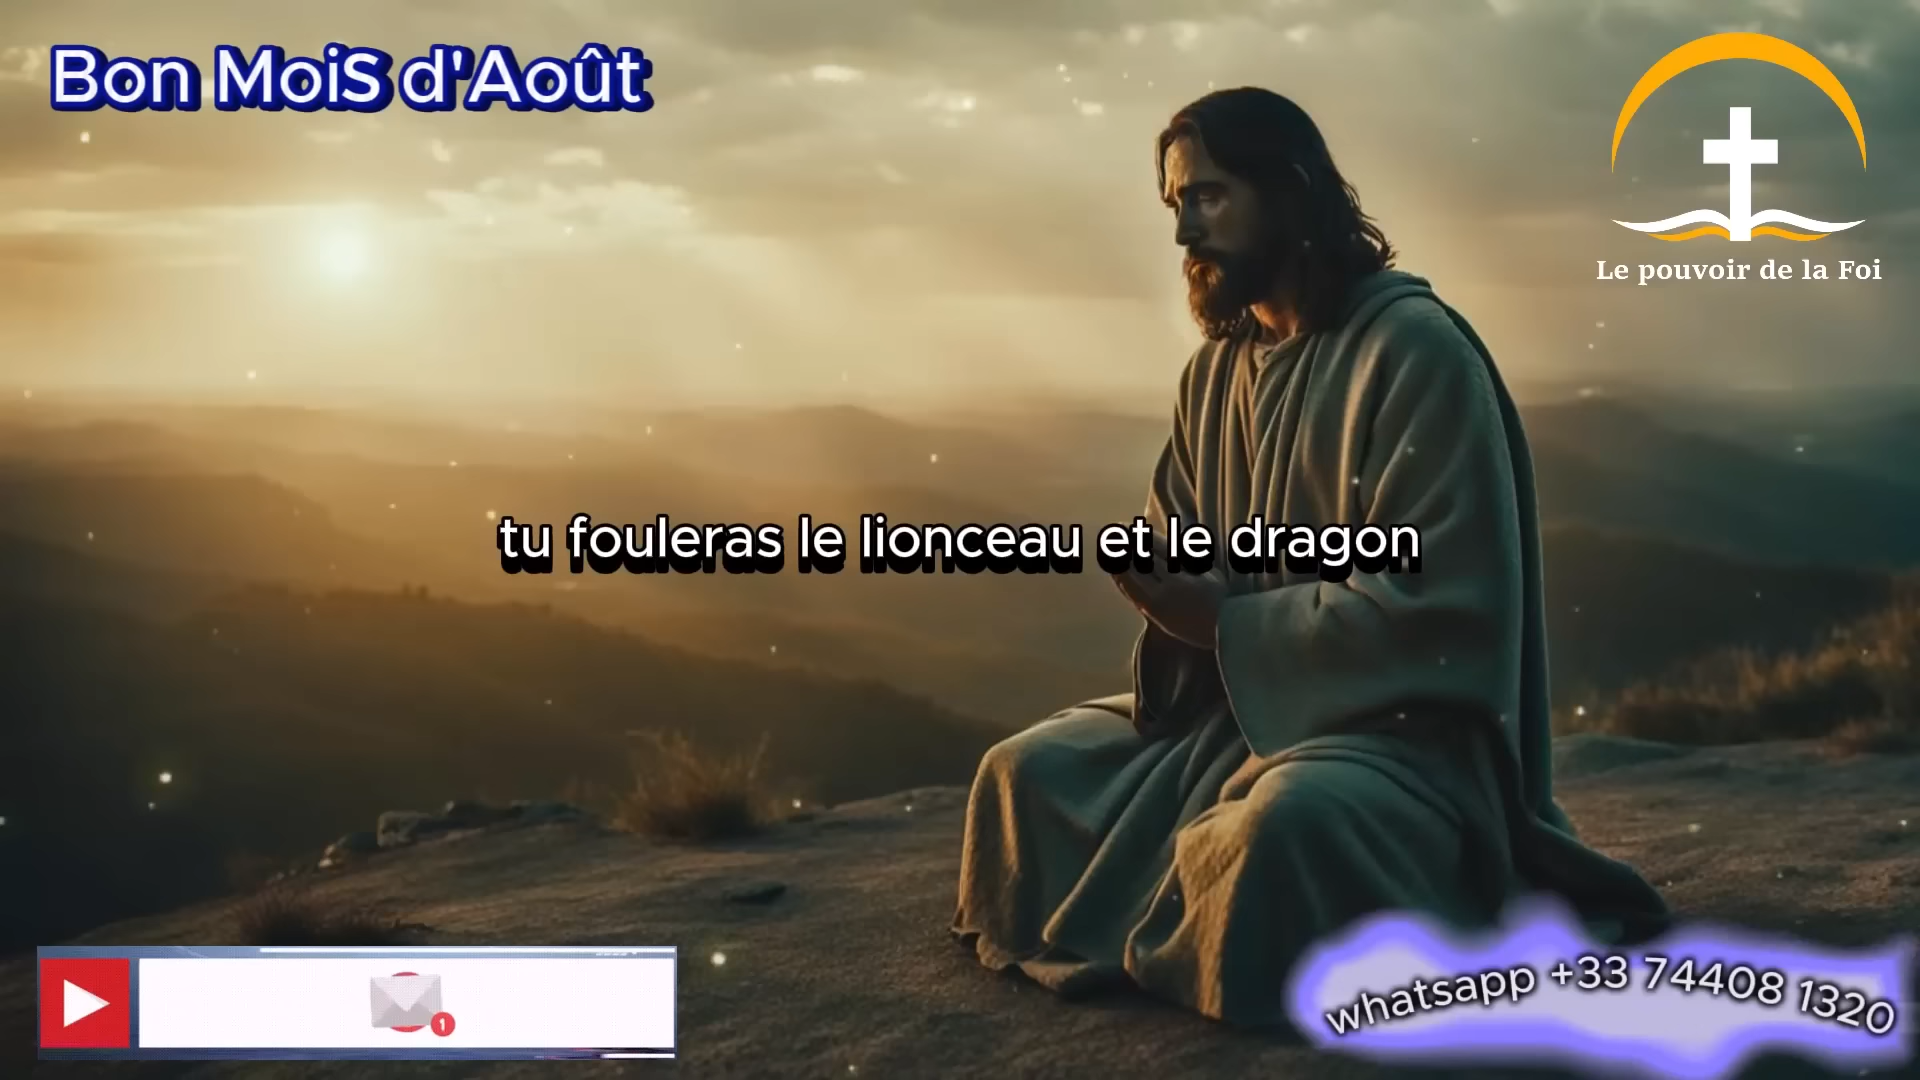 Bon MoiS d'Août
Le pouvoir de la Foi
tu fouleras le lionceau et le dragon
1
whatsapp +33 74408 1320